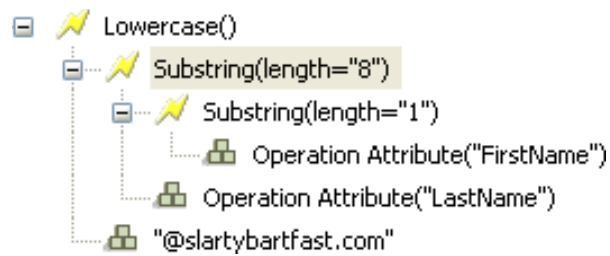 Lowercase()
Substring(length="8")
Substring(length="1")
Operation Attribute("FirstName")
Operation Attribute("LastName")
"@slartybartfast.com"